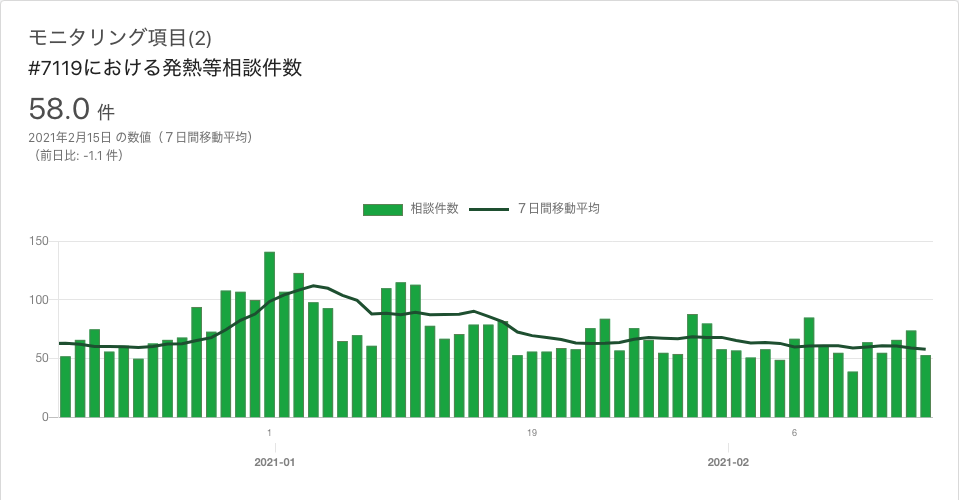 モニタリング項目(2)
#7119における発熱等相談件数
58.0 件
2021年2月15日 の数値（７日間移動平均）
（前日比: -1.1 件）
相談件数 ７日間移動平均
150
100
50
0
1 19 6
2021-01 2021-02